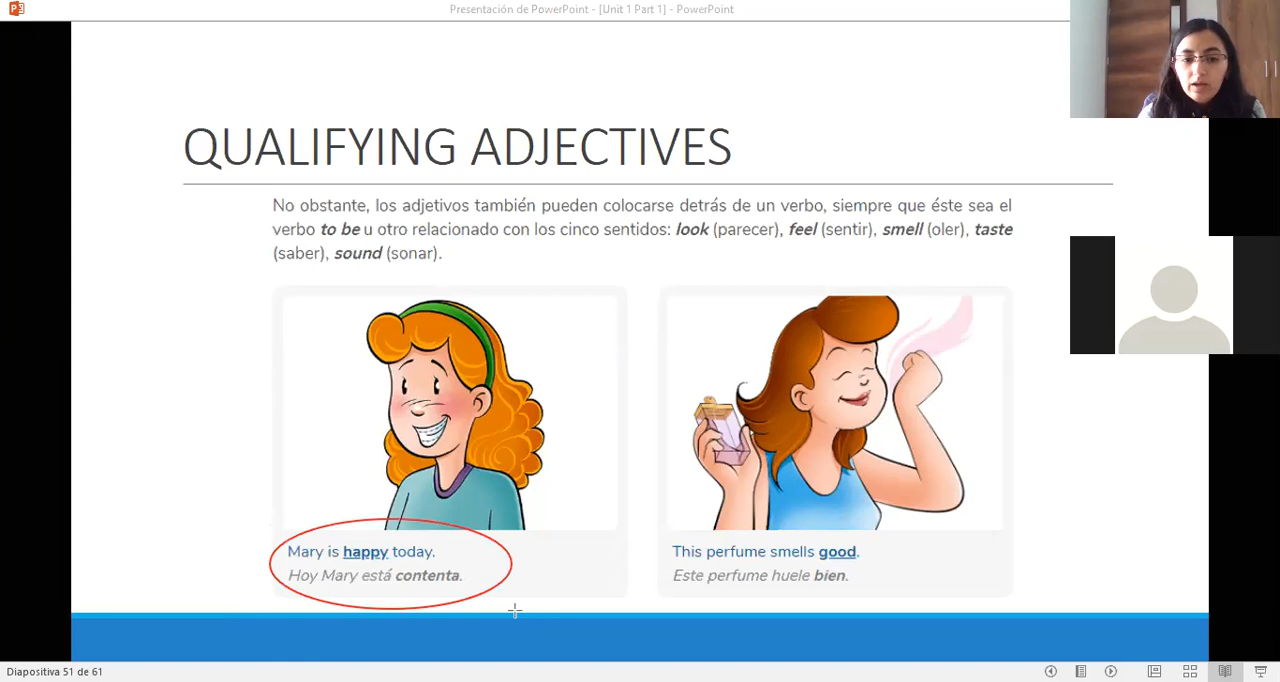 Presentación de PowerPoint - [Unit 1 Part 1] - PowerPoint
QUALIFYING ADJECTIVES
No obstante, los adjetivos también pueden colocarse detrás de un verbo, siempre que éste sea el
verbo to be u otro relacionado con los cinco sentidos: look (parecer), feel (sentir), smell (oler), taste
(saber), sound (sonar).
Mary is happy today.
Hoy Mary está contenta.
This perfume smells good.
Este perfume huele bien.
Diapositiva 51 de 61